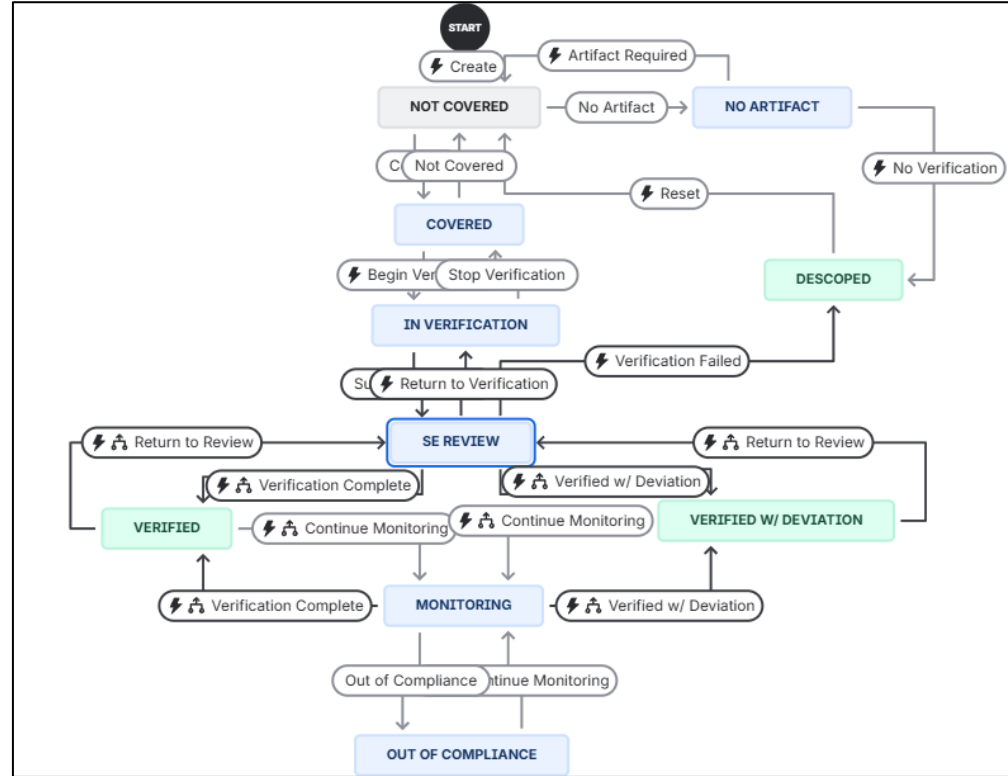 START
Create
Artifact Required
NOT COVERED
No Artifact
NO ARTIFACT
Not Covered
No Verification
Reset
COVERED
Begin
Stop Verification
DESCOPED
IN VERIFICATION
Verification Failed
Return to Verification
Return to Review
SE REVIEW
Return to Review
Verification Complete
Verified w/ Deviation
VERIFIED
Continue Monitoring
Continue Monitoring
VERIFIED W/ DEVIATION
Verification Complete
MONITORING
Verified w/ Deviation
Out of Compliance
Monitoring
OUT OF COMPLIANCE